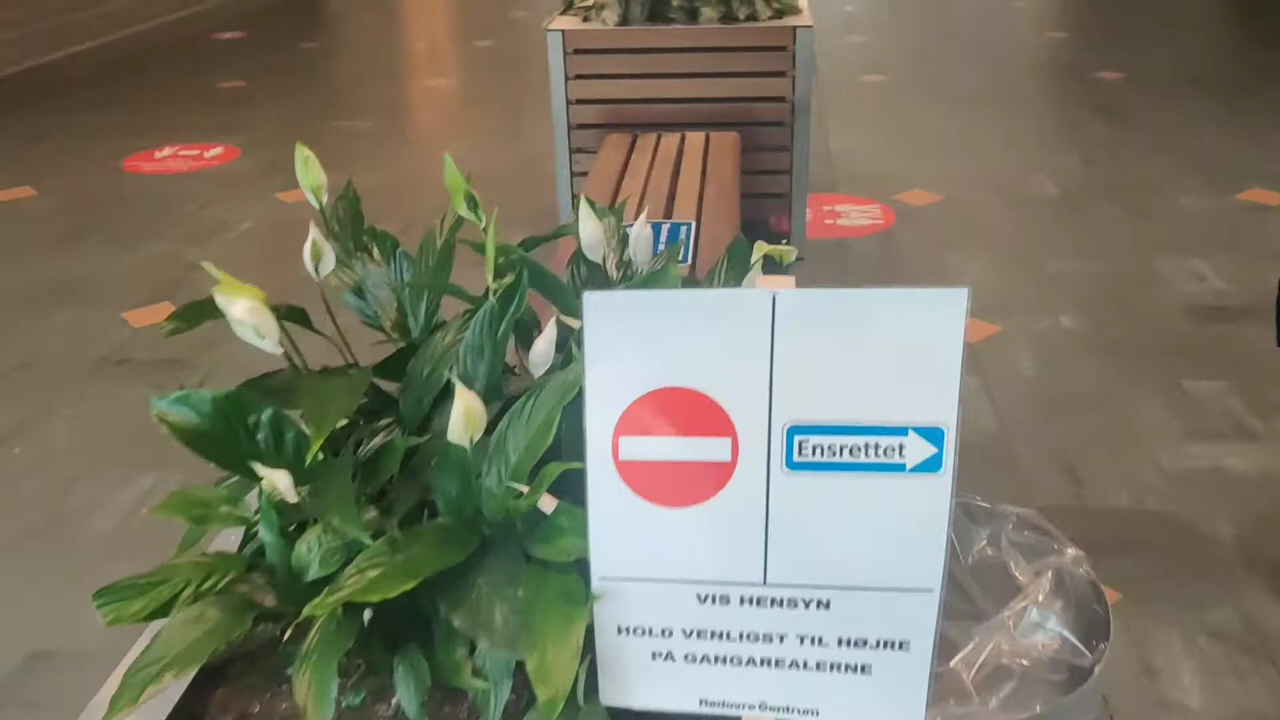 Ensrettet
VIS HENSYN
HOLD VENLIGST TIL HØJRE
PÅ GANGAREALERNE
Rødovre Centrum